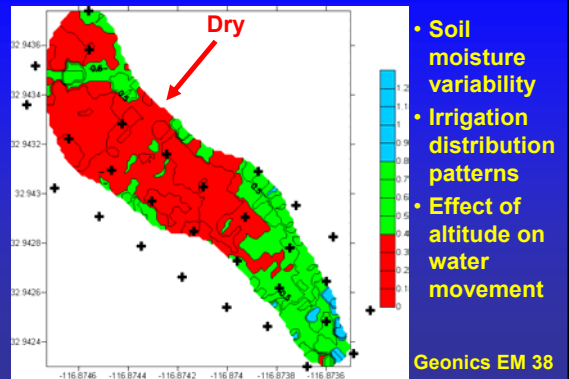 Dry
32.9436
32.9434
32.9432
32.943
32.9428
32.9426
32.9424
-116.8746 -116.8744 -116.8742 -116.874 -116.8738 -116.8736
1
0
• Soil
moisture
variability
• Irrigation
distribution
patterns
• Effect of
altitude on
water
movement
Geonics EM 38